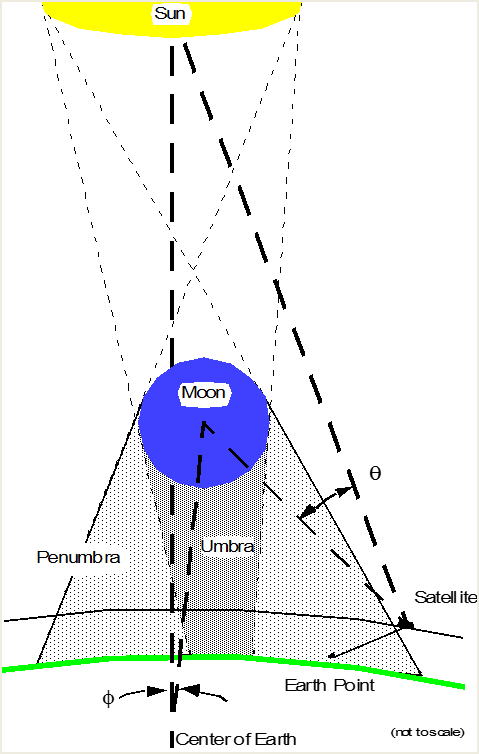 Sun
Moon
θ
Umbra
Penumbra
Satellite
Earth Point
ϕ
(not to scale)
Center of Earth